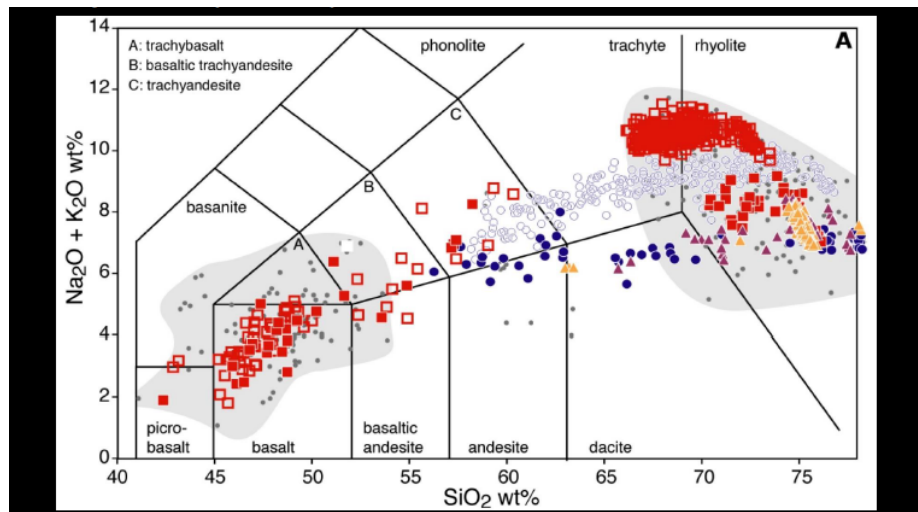 14
12
10
8
6
4
2
0
Na2O + K2O wt%
A: trachybalt
B: basaltic trachyandesite
C: trachyandesite
phonolite
trachyte
rhyolite
A
C
B
basanite
A
picro-
basalt
basalt
basaltic
andesite
andesite
dacite
40
45
50
55
60
65
70
75
SiO2 wt%